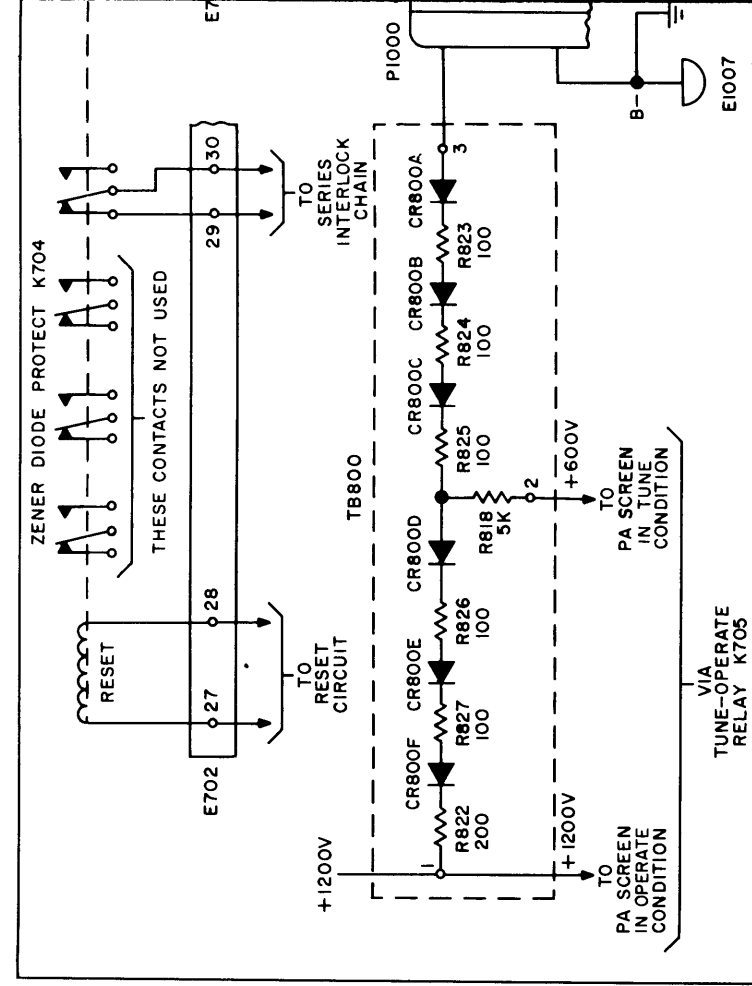 ZENER DIODE PROTECT K704
RESET
THESE CONTACTS NOT USED
E702
27
28
29
30
E7
TO
RESET
CIRCUIT
TO
SERIES
INTERLOCK
CHAIN
+1200V
TB800
P1000
1
R822
200
CR800F
R827
100
CR800E
R826
100
CR800D
R818
5K
2
R825
100
CR800C
R824
100
CR800B
R823
100
CR800A
3
+1200V
+600V
TO
PA SCREEN
IN OPERATE
CONDITION
TO
PA SCREEN
IN TUNE
CONDITION
B-
E1007
VIA
TUNE-OPERATE
RELAY K705